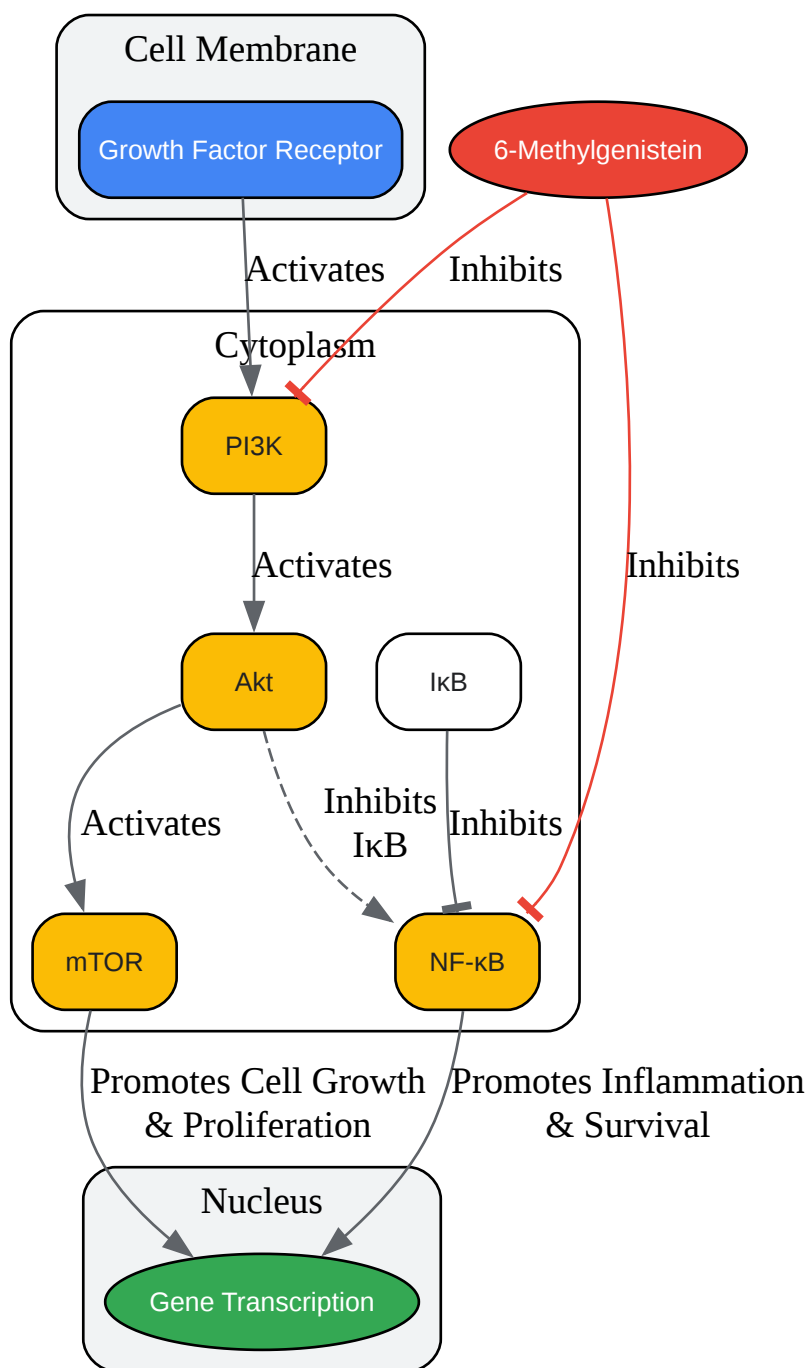 Cell Membrane
Growth Factor Receptor
6-Methylgenistein
Activates
Inhibits
Cytoplasm
PI3K
Activates
Inhibits
Akt
IκB
Activates
Inhibits
IκB
Inhibits
mTOR
NF-κB
Promotes Cell Growth
& Proliferation
Promotes Inflammation
& Survival
Nucleus
Gene Transcription